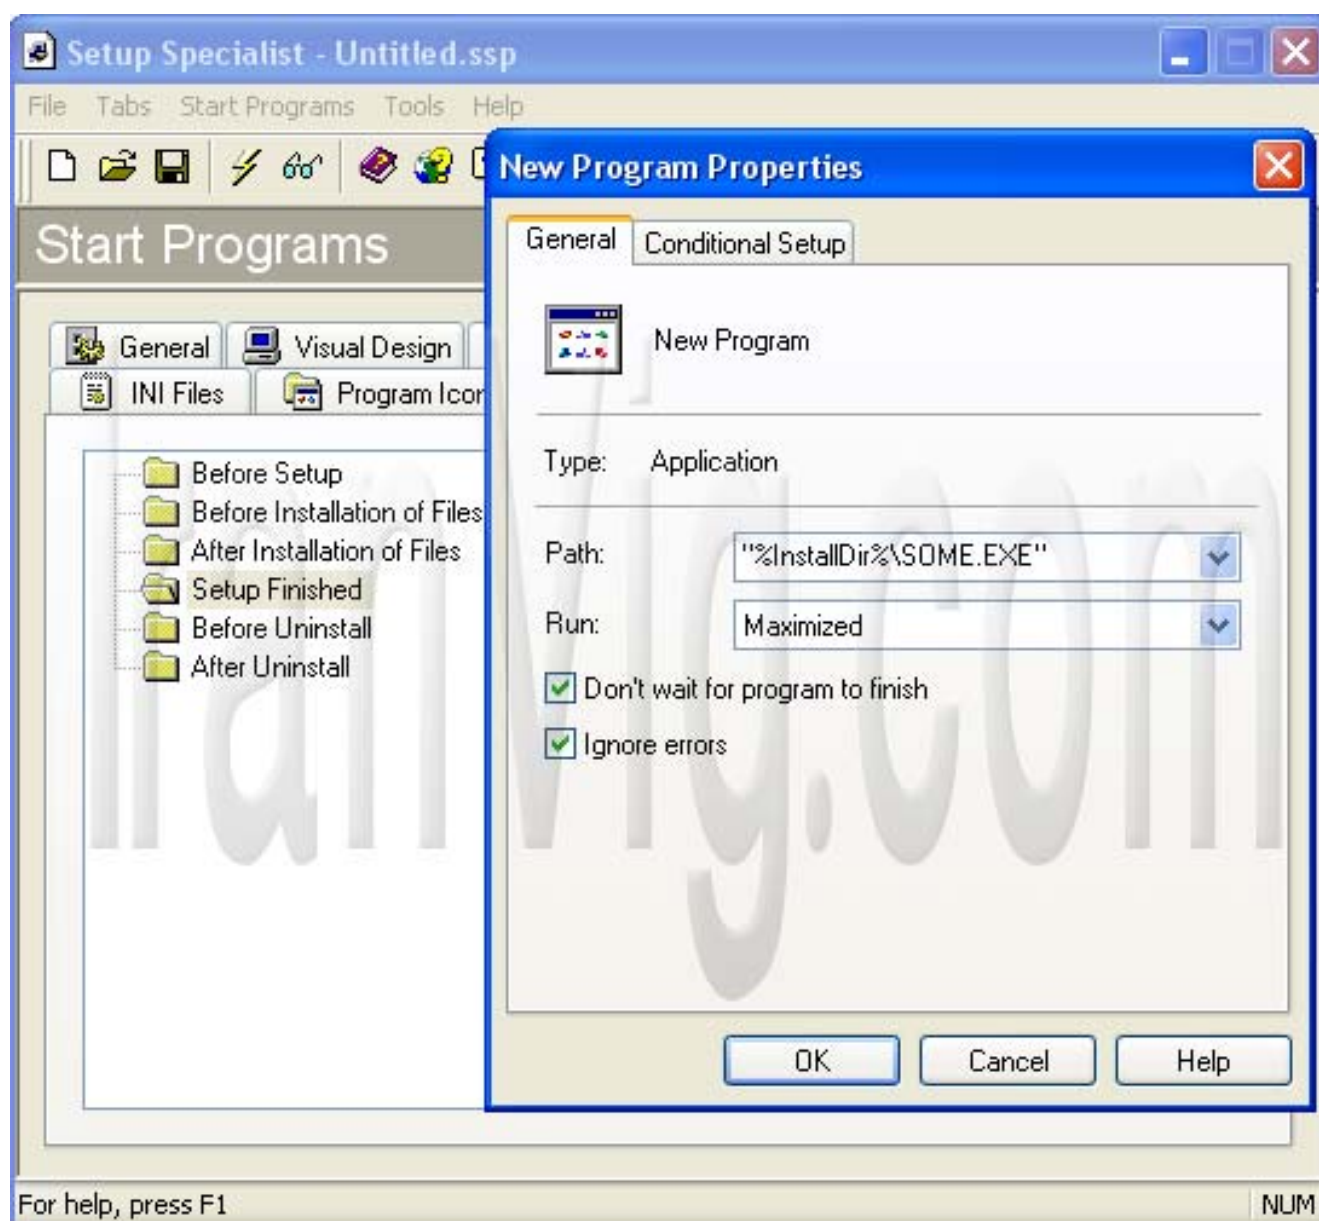 Setup Specialist - Untitled.ssp
File Tabs Start Programs Tools Help
Start Programs
General Visual Design
INI Files Program Icon
Before Setup
Before Installation of Files
After Installation of Files
Setup Finished
Before Uninstall
After Uninstall
New Program Properties
General Conditional Setup
New Program
Type: Application
Path: "%InstallDir%\SOME.EXE"
Run: Maximized
Don't wait for program to finish
Ignore errors
OK Cancel Help
IranVig.com
For help, press F1 NUM